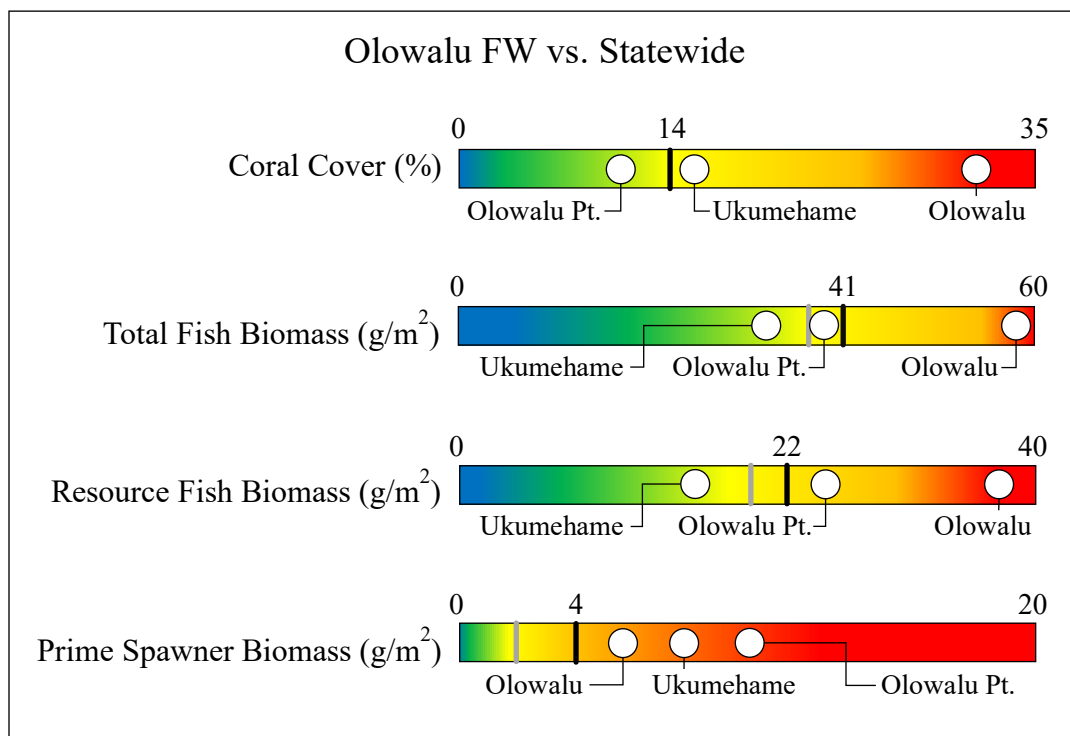 Olowalu FW vs. Statewide
0 14 35
Coral Cover (%)
Olowalu Pt. Ukumehame Olowalu
0 41 60
Total Fish Biomass (g/m²)
Ukumehame Olowalu Pt. Olowalu
0 22 40
Resource Fish Biomass (g/m²)
Ukumehame Olowalu Pt. Olowalu
0 4 20
Prime Spawner Biomass (g/m²)
Olowalu Ukumehame Olowalu Pt.